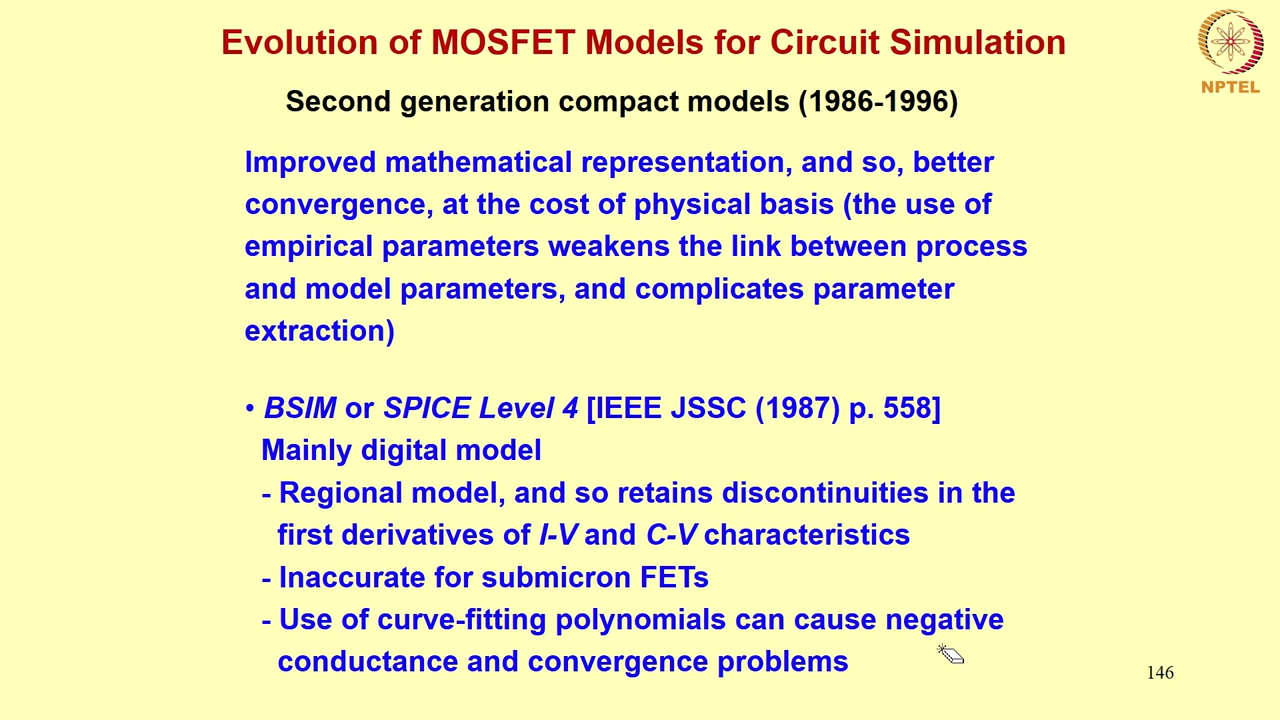 Evolution of MOSFET Models for Circuit Simulation
NPTEL
Second generation compact models (1986-1996)
Improved mathematical representation, and so, better
convergence, at the cost of physical basis (the use of
empirical parameters weakens the link between process
and model parameters, and complicates parameter
extraction)
• BSIM or SPICE Level 4 [IEEE JSSC (1987) p. 558]
Mainly digital model
- Regional model, and so retains discontinuities in the
first derivatives of I-V and C-V characteristics
- Inaccurate for submicron FETs
- Use of curve-fitting polynomials can cause negative
conductance and convergence problems
146